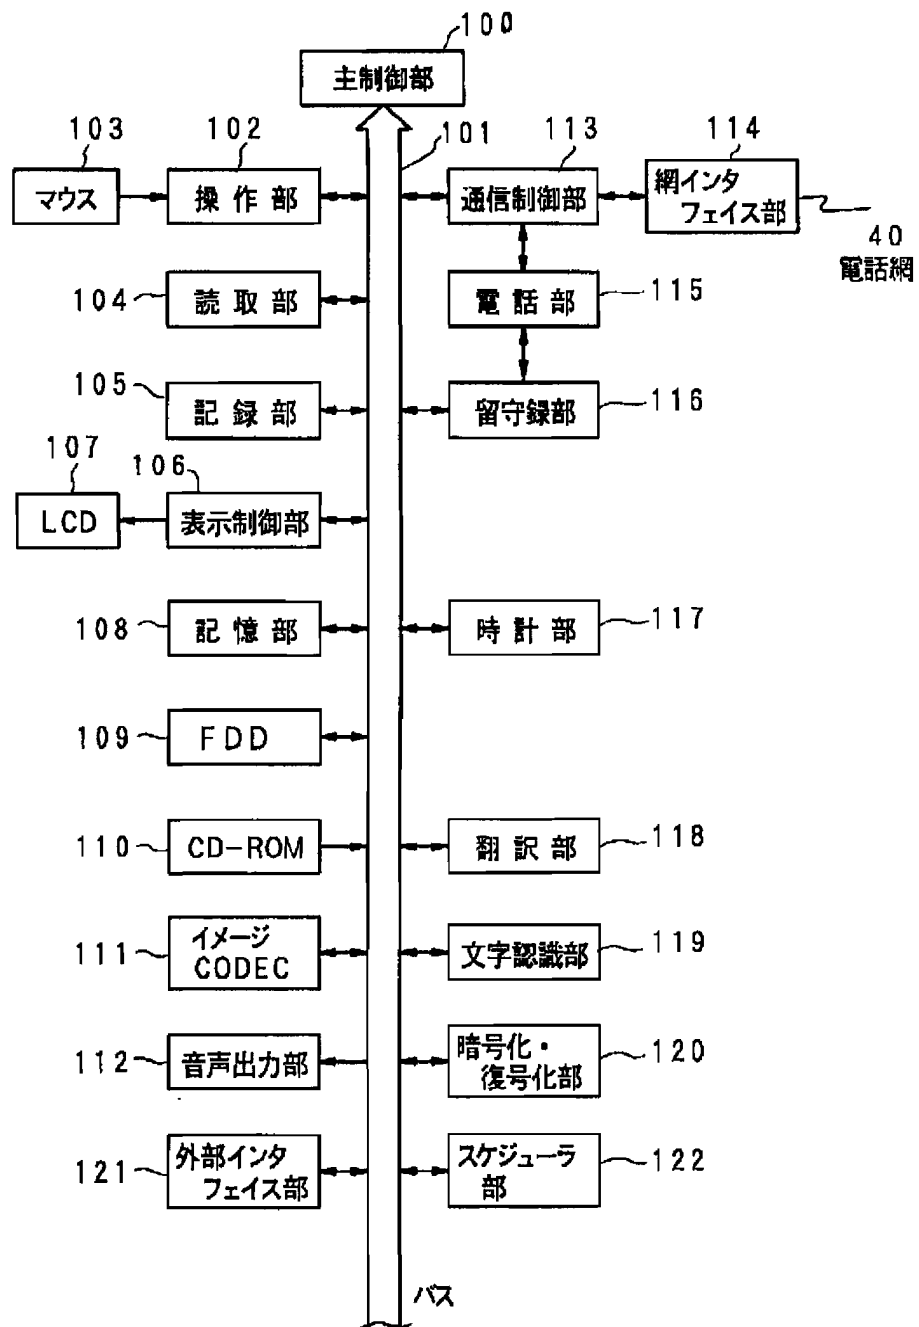 100
主制御部
101
103
マウス
102
操作部
113
通信制御部
114
網インタ
フェイス部
40
電話網
104
読取部
115
電話部
105
記録部
116
留守録部
107
LCD
106
表示制御部
108
記憶部
117
時計部
109
FDD
110
CD-ROM
118
翻訳部
111
イメージ
CODEC
119
文字認識部
112
音声出力部
120
暗号化・
復号化部
121
外部インタ
フェイス部
122
スケジューラ
部
バス